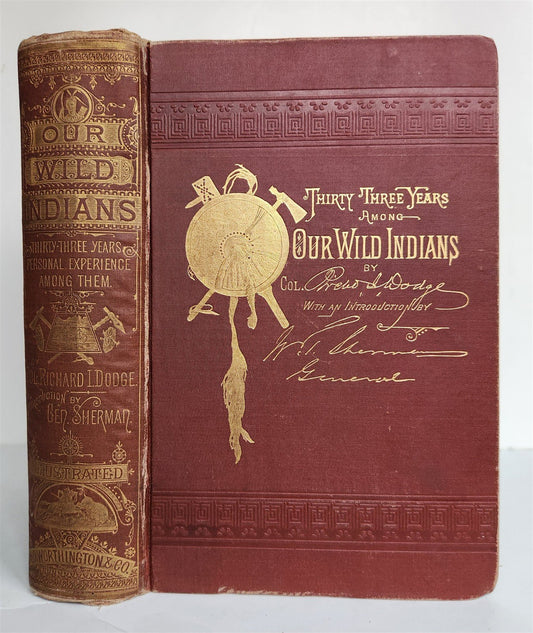 OUR
WILD
INDIANS
THIRTY-THREE YEARS
PERSONAL EXPERIENCE
AMONG THEM.
COL. RICHARD I. DODGE.
BY
GEN. SHERMAN.
ILLUSTRATED
WORTHINGTON & CO.
THIRTY THREE YEARS
AMONG
OUR WILD INDIANS
BY
COL. Richd I. Dodge
WITH AN INTRODUCTION BY
W. T. Sherman
General